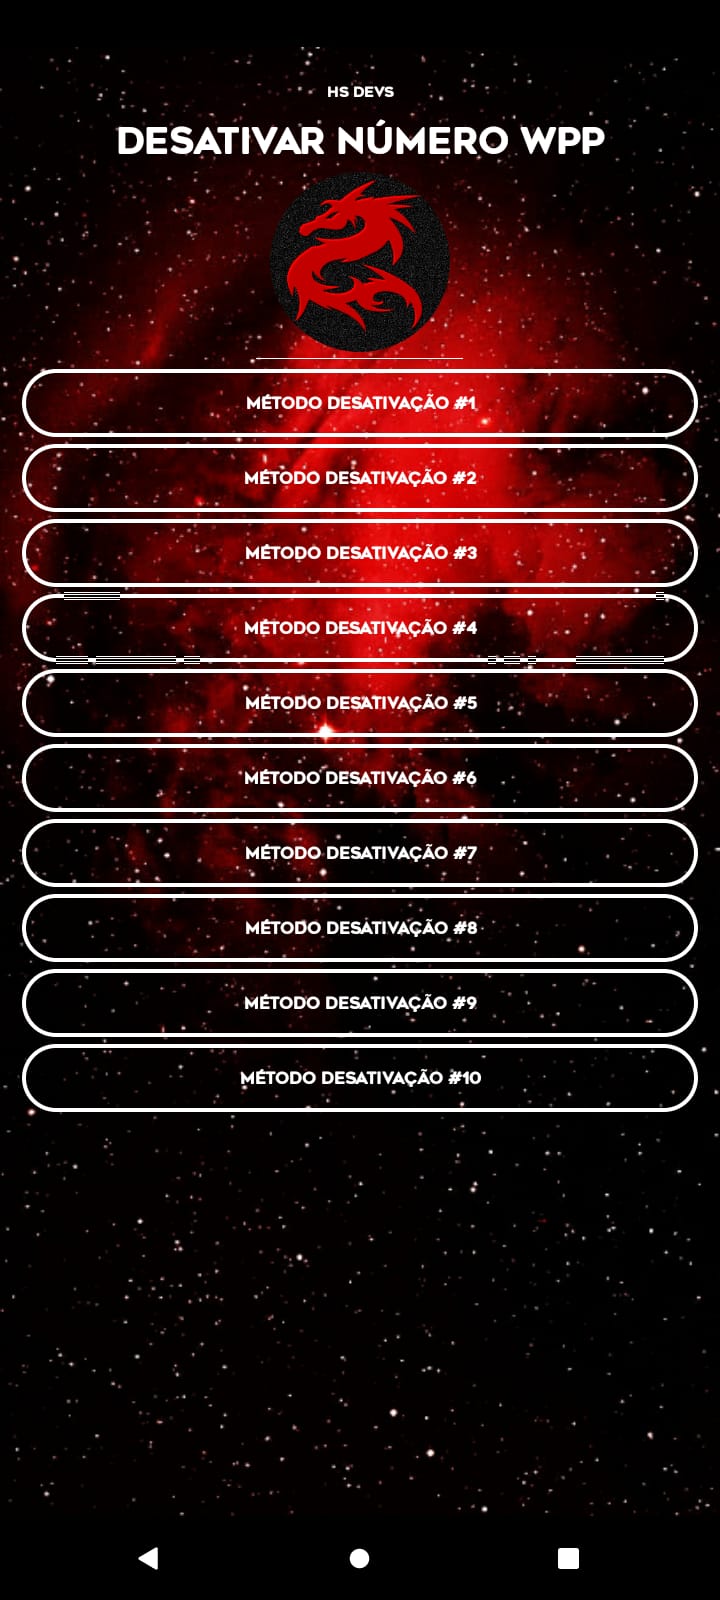 HS DEVS
DESATIVAR NÚMERO WPP
MÉTODO DESATIVAÇÃO #1
MÉTODO DESATIVAÇÃO #2
MÉTODO DESATIVAÇÃO #3
MÉTODO DESATIVAÇÃO #4
MÉTODO DESATIVAÇÃO #5
MÉTODO DESATIVAÇÃO #6
MÉTODO DESATIVAÇÃO #7
MÉTODO DESATIVAÇÃO #8
MÉTODO DESATIVAÇÃO #9
MÉTODO DESATIVAÇÃO #10